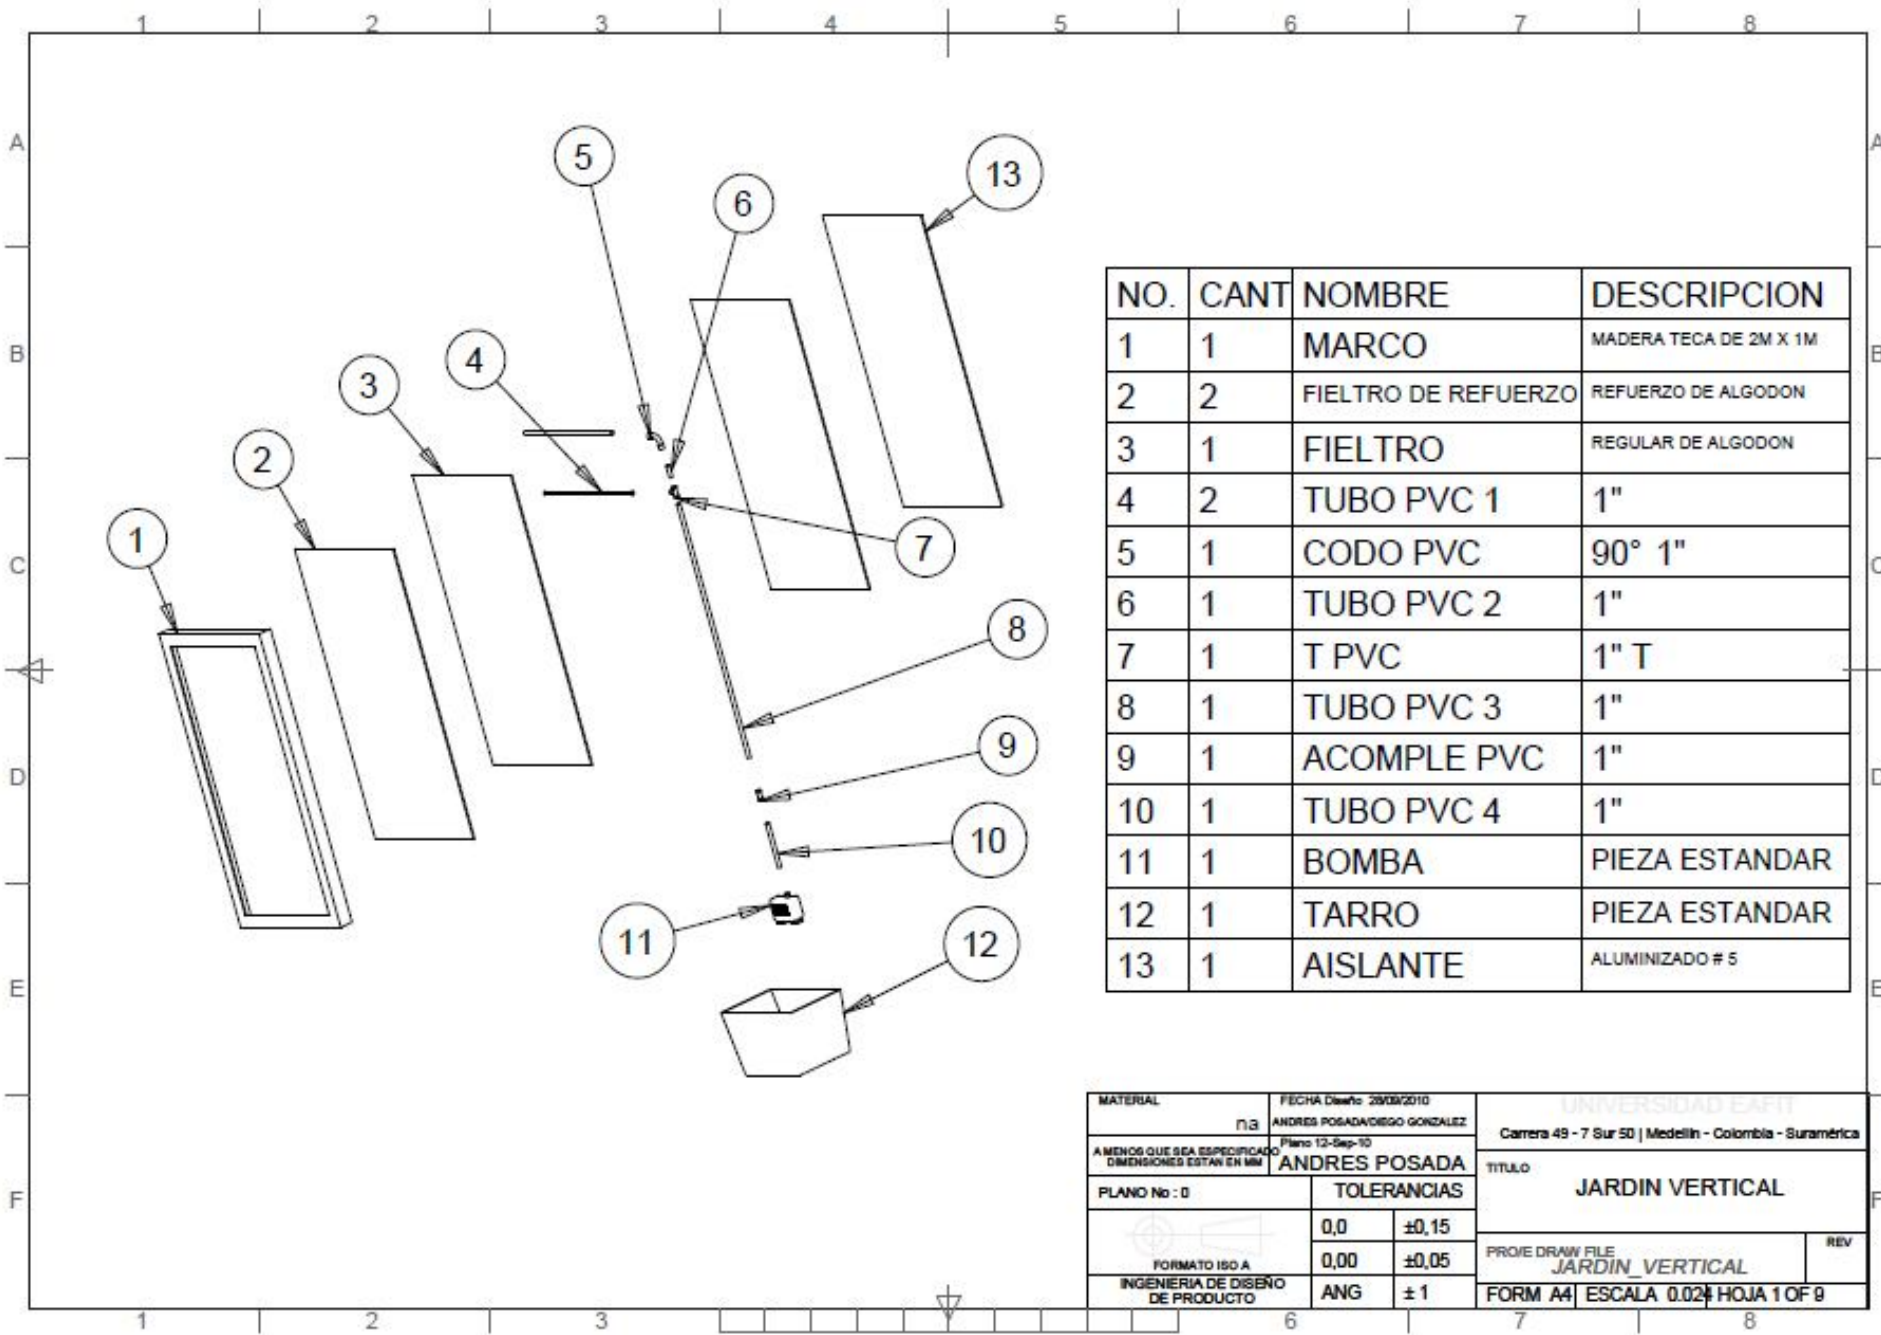 1 2 3 4 5 6 7 8
A A
B B
C C
D D
E E
F F
5
13
6
4
3
2
1
7
8
9
10
11
12
NO. CANT NOMBRE DESCRIPCION
1 1 MARCO MADERA TECA DE 2M X 1M
2 2 FIELTRO DE REFUERZO REFUERZO DE ALGODON
3 1 FIELTRO REGULAR DE ALGODON
4 2 TUBO PVC 1 1"
5 1 CODO PVC 90° 1"
6 1 TUBO PVC 2 1"
7 1 T PVC 1" T
8 1 TUBO PVC 3 1"
9 1 ACOMPLE PVC 1"
10 1 TUBO PVC 4 1"
11 1 BOMBA PIEZA ESTANDAR
12 1 TARRO PIEZA ESTANDAR
13 1 AISLANTE ALUMINIZADO # 5
MATERIAL
na
FECHA Diseño 28/09/2010
ANDRES POSADA/DIEGO GONZALEZ
A MENOS QUE SEA ESPECIFICADO
DIMENSIONES ESTAN EN MM
Plano 12-Sep-10
ANDRES POSADA
PLANO No : 0
TOLERANCIAS
0,0 ±0,15
0,00 ±0,05
ANG ± 1
FORMATO ISO A
INGENIERIA DE DISEÑO
DE PRODUCTO
UNIVERSIDAD EAFIT
Carrera 49 - 7 Sur 50 | Medellin - Colombia - Suramérica
TITULO
JARDIN VERTICAL
PRO/E DRAW FILE
JARDIN_VERTICAL
REV
FORM A4 ESCALA 0.024 HOJA 1 OF 9
1 2 3 6 7 8